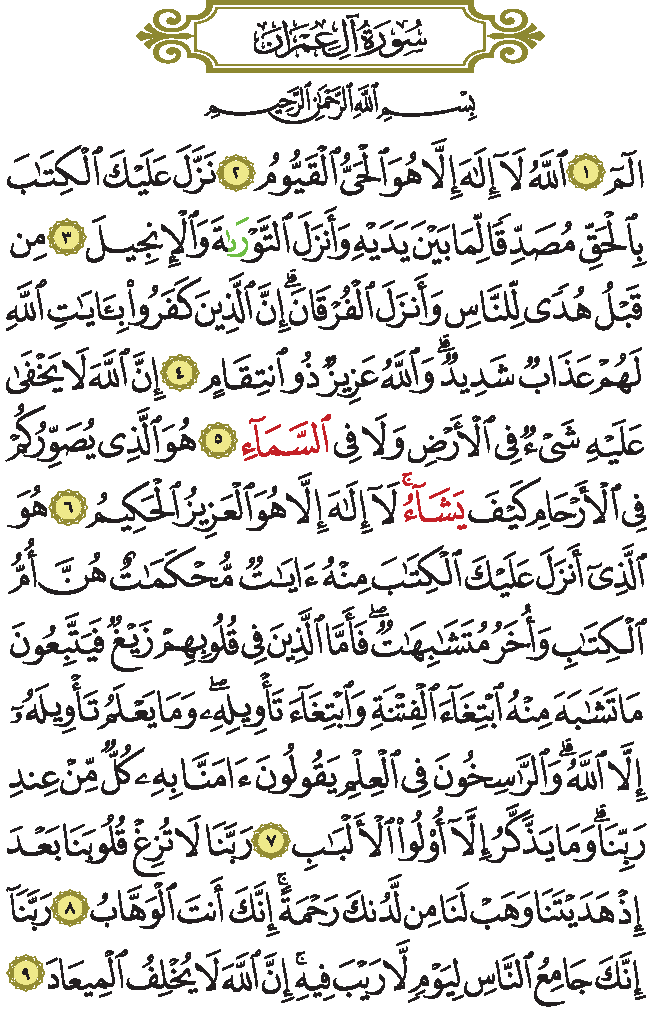 سُورَةُ آلِ عِمْرَانَ
بِسْمِ ٱللَّهِ ٱلرَّحْمَٰنِ ٱلرَّحِيمِ
الٓمٓ ١ ٱللَّهُ لَآ إِلَٰهَ إِلَّا هُوَ ٱلْحَىُّ ٱلْقَيُّومُ ٢ نَزَّلَ عَلَيْكَ ٱلْكِتَٰبَ
بِٱلْحَقِّ مُصَدِّقًا لِّمَا بَيْنَ يَدَيْهِ وَأَنزَلَ ٱلتَّوْرَىٰةَ وَٱلْإِنجِيلَ ٣ مِن
قَبْلُ هُدًى لِّلنَّاسِ وَأَنزَلَ ٱلْفُرْقَانَ ۗ إِنَّ ٱلَّذِينَ كَفَرُوا۟ بِـَٔايَٰتِ ٱللَّهِ
لَهُمْ عَذَابٌ شَدِيدٌ ۗ وَٱللَّهُ عَزِيزٌ ذُو ٱنتِقَامٍ ٤ إِنَّ ٱللَّهَ لَا يَخْفَىٰ
عَلَيْهِ شَىْءٌ فِى ٱلْأَرْضِ وَلَا فِى ٱلسَّمَآءِ ٥ هُوَ ٱلَّذِى يُصَوِّرُكُمْ
فِى ٱلْأَرْحَامِ كَيْفَ يَشَآءُ ۚ لَآ إِلَٰهَ إِلَّا هُوَ ٱلْعَزِيزُ ٱلْحَكِيمُ ٦ هُوَ
ٱلَّذِىٓ أَنزَلَ عَلَيْكَ ٱلْكِتَٰبَ مِنْهُ ءَايَٰتٌ مُّحْكَمَٰتٌ هُنَّ أُمُّ
ٱلْكِتَٰبِ وَأُخَرُ مُتَشَٰبِهَٰتٌ ۖ فَأَمَّا ٱلَّذِينَ فِى قُلُوبِهِمْ زَيْغٌ فَيَتَّبِعُونَ
مَا تَشَٰبَهَ مِنْهُ ٱبْتِغَآءَ ٱلْفِتْنَةِ وَٱبْتِغَآءَ تَأْوِيلِهِۦ ۖ وَمَا يَعْلَمُ تَأْوِيلَهُۥٓ
إِلَّا ٱللَّهُ ۗ وَٱلرَّٰسِخُونَ فِى ٱلْعِلْمِ يَقُولُونَ ءَامَنَّا بِهِۦ كُلٌّ مِّنْ عِندِ
رَبِّنَا ۗ وَمَا يَذَّكَّرُ إِلَّآ أُو۟لُوا۟ ٱلْأَلْبَٰبِ ٧ رَبَّنَا لَا تُزِغْ قُلُوبَنَا بَعْدَ
إِذْ هَدَيْتَنَا وَهَبْ لَنَا مِن لَّدُنكَ رَحْمَةً ۚ إِنَّكَ أَنتَ ٱلْوَهَّابُ ٨ رَبَّنَآ
إِنَّكَ جَامِعُ ٱلنَّاسِ لِيَوْمٍ لَّا رَيْبَ فِيهِ ۚ إِنَّ ٱللَّهَ لَا يُخْلِفُ ٱلْمِيعَادَ ٩